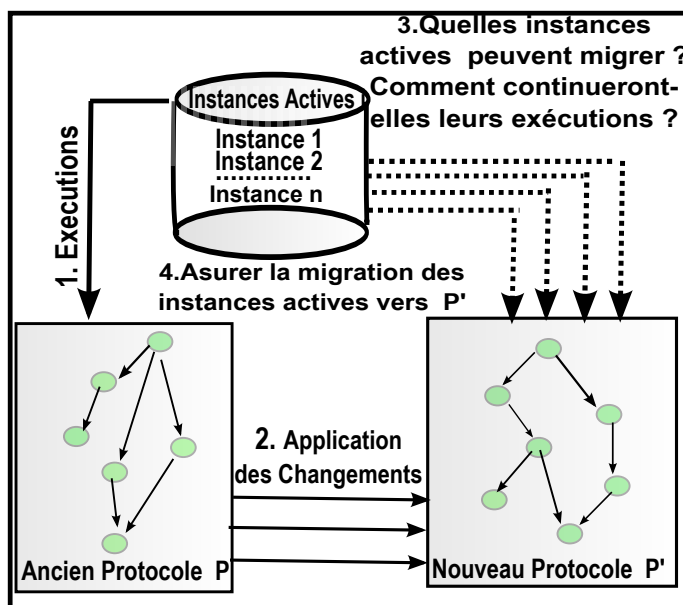 3.Quelles instances
actives peuvent migrer ?
Comment continueront-
elles leurs exécutions ?
Instances Actives
Instance 1
Instance 2
Instance n
1. Executions
4.Asurer la migration des
instances actives vers P'
2. Application
des Changements
Ancien Protocole P
Nouveau Protocole P'